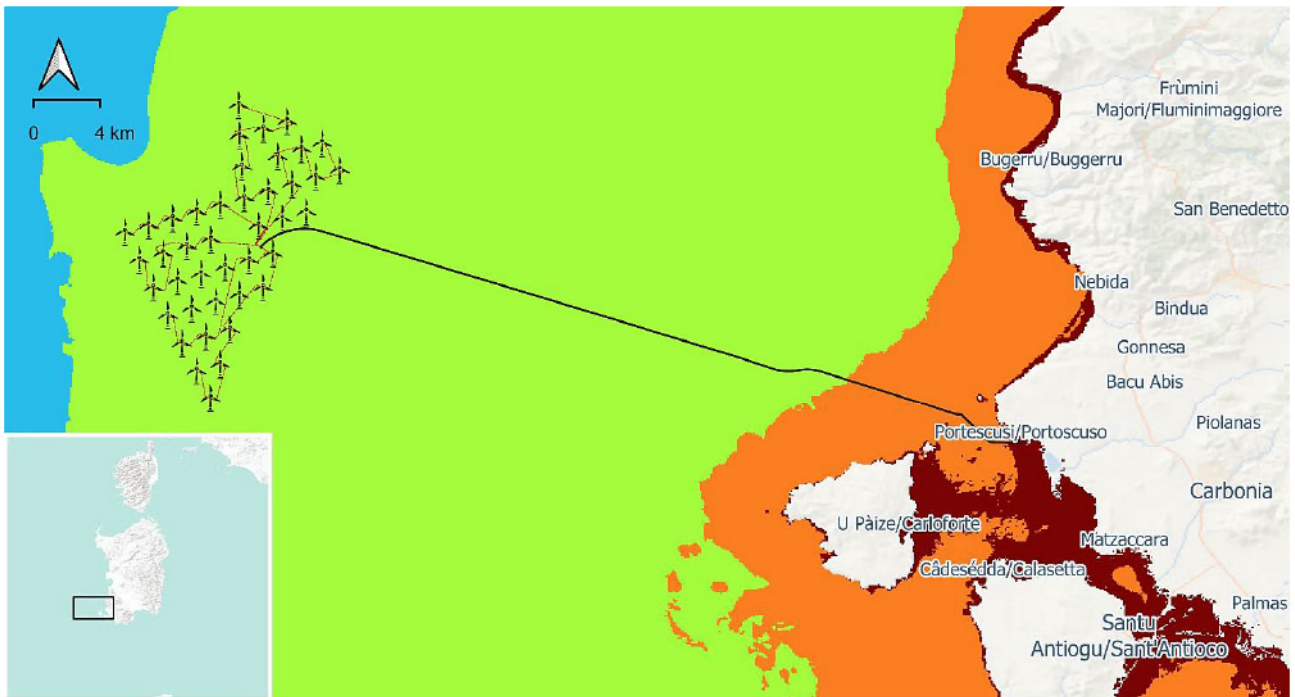 0 4 km
Frùmini
Majori/Fluminimaggiore
Bugerru/Buggerru
San Benedetto
Nebida
Bindua
Gonnesa
Bacu Abis
Piolanas
Portescusi/Portoscuso
Carbonia
U Pàize/Carloforte
Matzaccara
Câdesédda/Calasetta
Palmas
Santu
Antiogu/Sant'Antioco